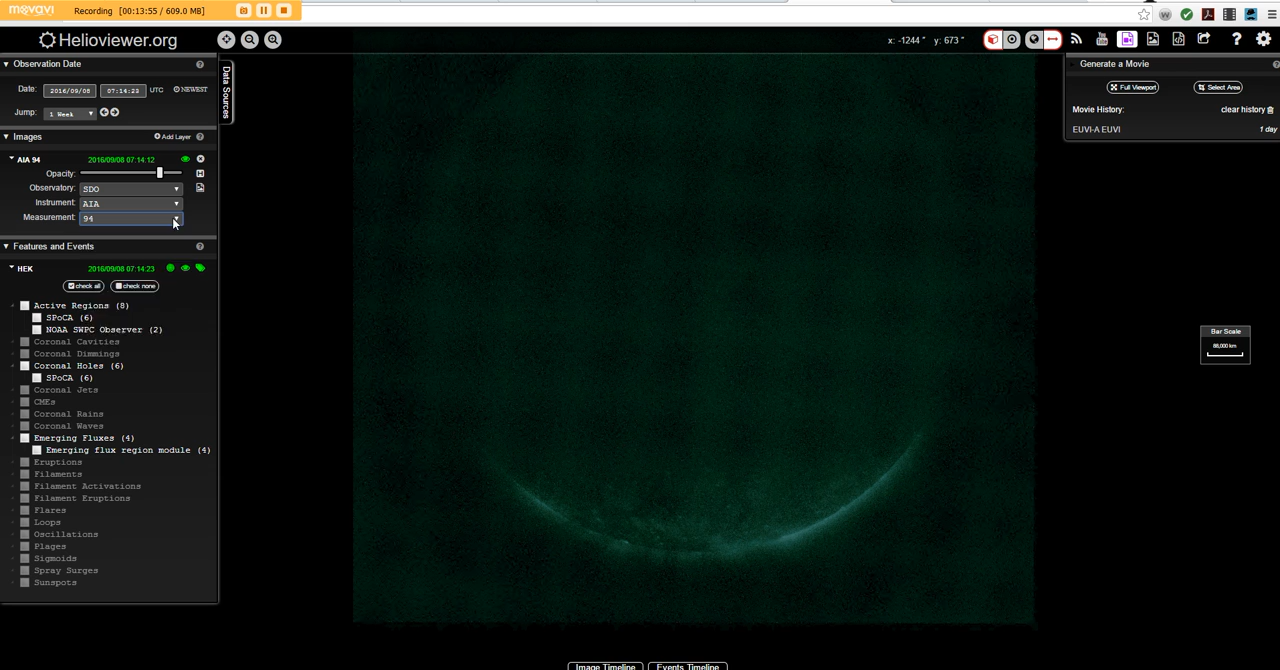 movavi Recording [00:13:55 / 609.0 MB]
Helioviewer.org
x: -1244 " y: 673 "
Observation Date
Date: 2016/09/08 07:14:23 UTC NEWEST
Jump: 1 Week
Images
Add Layer
AIA 94 2016/09/08 07:14:12
Opacity:
Observatory: SDO
Instrument: AIA
Measurement: 94
Features and Events
HEK 2016/09/08 07:14:23
check all check none
Active Regions (8)
SPoCA (6)
NOAA SWPC Observer (2)
Coronal Cavities
Coronal Dimmings
Coronal Holes (6)
SPoCA (6)
Coronal Jets
CMEs
Coronal Rains
Coronal Waves
Emerging Fluxes (4)
Emerging flux region module (4)
Eruptions
Filaments
Filament Activations
Filament Eruptions
Flares
Loops
Oscillations
Plages
Sigmoids
Spray Surges
Sunspots
Data Sources
Generate a Movie
Full Viewport Select Area
Movie History: clear history
EUVI-A EUVI 1 day
Bar Scale
Image Timeline Events Timeline